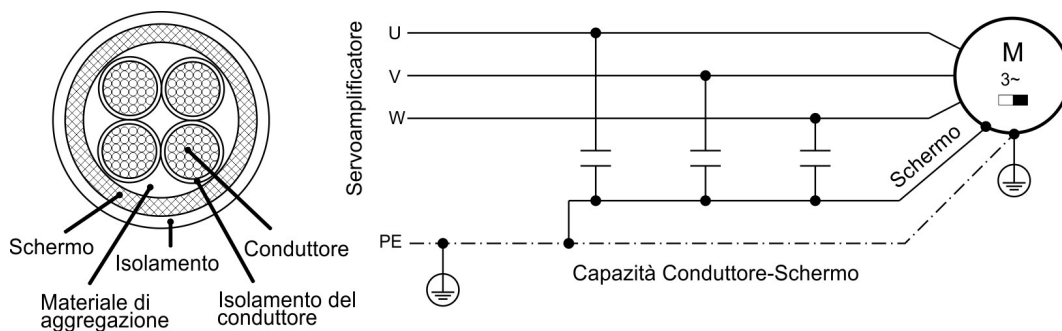 Schermo
Isolamento
Conduttore
Materiale di
aggregazione
Isolamento del
conduttore
Servoamplificatore
U
V
W
PE
M
3~
Schermo
Capazità Conduttore-Schermo